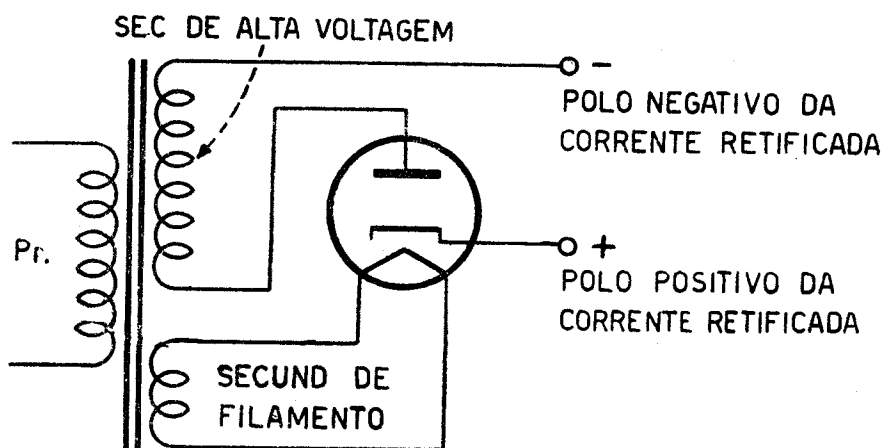 SEC DE ALTA VOLTAGEM
-
POLO NEGATIVO DA
CORRENTE RETIFICADA
Pr.
+
POLO POSITIVO DA
CORRENTE RETIFICADA
SECUND DE
FILAMENTO